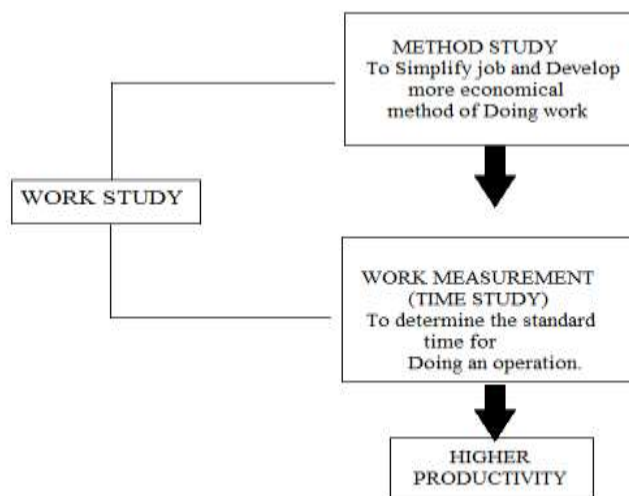 METHOD STUDY
To Simplify job and Develop
more economical
method of Doing work
WORK STUDY
WORK MEASUREMENT
(TIME STUDY)
To determine the standard
time for
Doing an operation.
HIGHER
PRODUCTIVITY